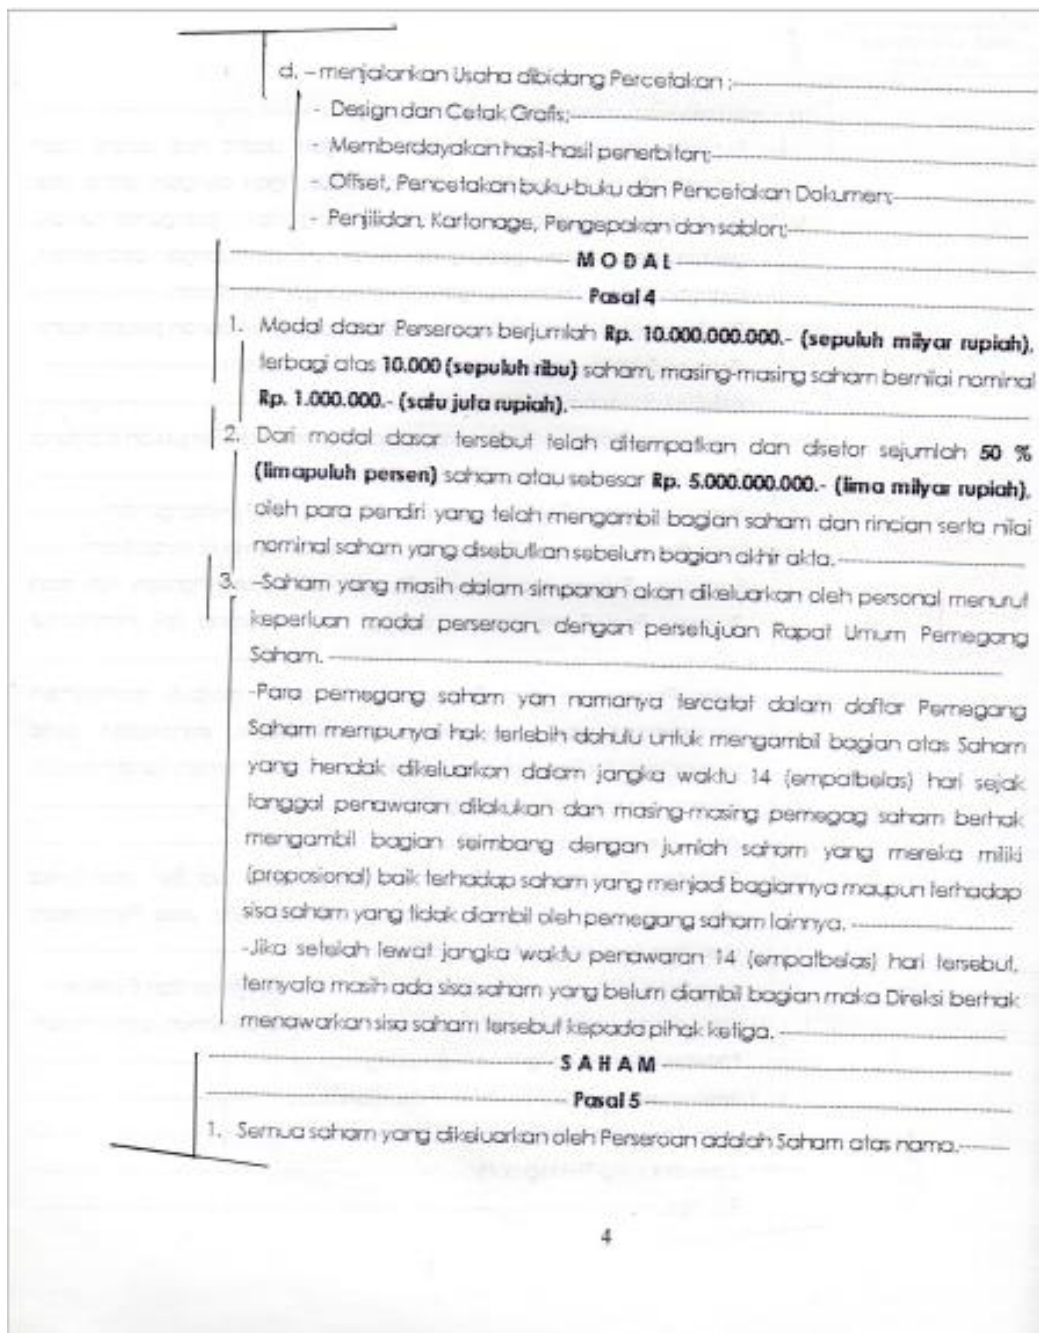 d. - menjalankan Usaha dibidang Percetakan ;
- Design dan Cetak Grafis;
- Memberdayakan hasil-hasil penerbitan;
- Offset, Pencetakan buku-buku dan Pencetakan Dokumen;
- Penjilidan, Kartonage, Pengepakan dan sablon;
M O D A L
Pasal 4
1. Modal dasar Perseroan berjumlah Rp. 10.000.000.000.- (sepuluh milyar rupiah),
terbagi atas 10.000 (sepuluh ribu) saham, masing-masing saham bernilai nominal
Rp. 1.000.000.- (satu juta rupiah).
2. Dari modal dasar tersebut telah ditempatkan dan disetor sejumlah 50 %
(limapuluh persen) saham atau sebesar Rp. 5.000.000.000.- (lima milyar rupiah),
oleh para pendiri yang telah mengambil bagian saham dan rincian serta nilai
nominal saham yang disebutkan sebelum bagian akhir akta.
3. -Saham yang masih dalam simpanan akan dikeluarkan oleh personal menurut
keperluan modal perseroan, dengan persetujuan Rapat Umum Pemegang
Saham.
-Para pemegang saham yan namanya tercatat dalam daftar Pemegang
Saham mempunyai hak terlebih dahulu untuk mengambil bagian atas Saham
yang hendak dikeluarkan dalam jangka waktu 14 (empatbelas) hari sejak
tanggal penawaran dilakukan dan masing-masing pemegag saham berhak
mengambil bagian seimbang dengan jumlah saham yang mereka miliki
(proposional) baik terhadap saham yang menjadi bagiannya maupun terhadap
sisa saham yang tidak diambil oleh pemegang saham lainnya.
-Jika setelah lewat jangka waktu penawaran 14 (empatbelas) hari tersebut,
ternyata masih ada sisa saham yang belum diambil bagian maka Direksi berhak
menawarkan sisa saham tersebut kepada pihak ketiga.
S A H A M
Pasal 5
1. Semua saham yang dikeluarkan oleh Perseroan adalah Saham atas nama.
4